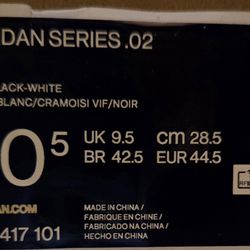 DAN SERIES .02
ACK-WHITE
BLANC/CRAMOISI VIF/NOIR
0 5
UK 9.5 CM 28.5
BR 42.5 EUR 44.5
AN.COM
417 101
MADE IN CHINA /
FABRIQUE EN CHINE /
FABRICADO NA CHINA /
HECHO EN CHINA